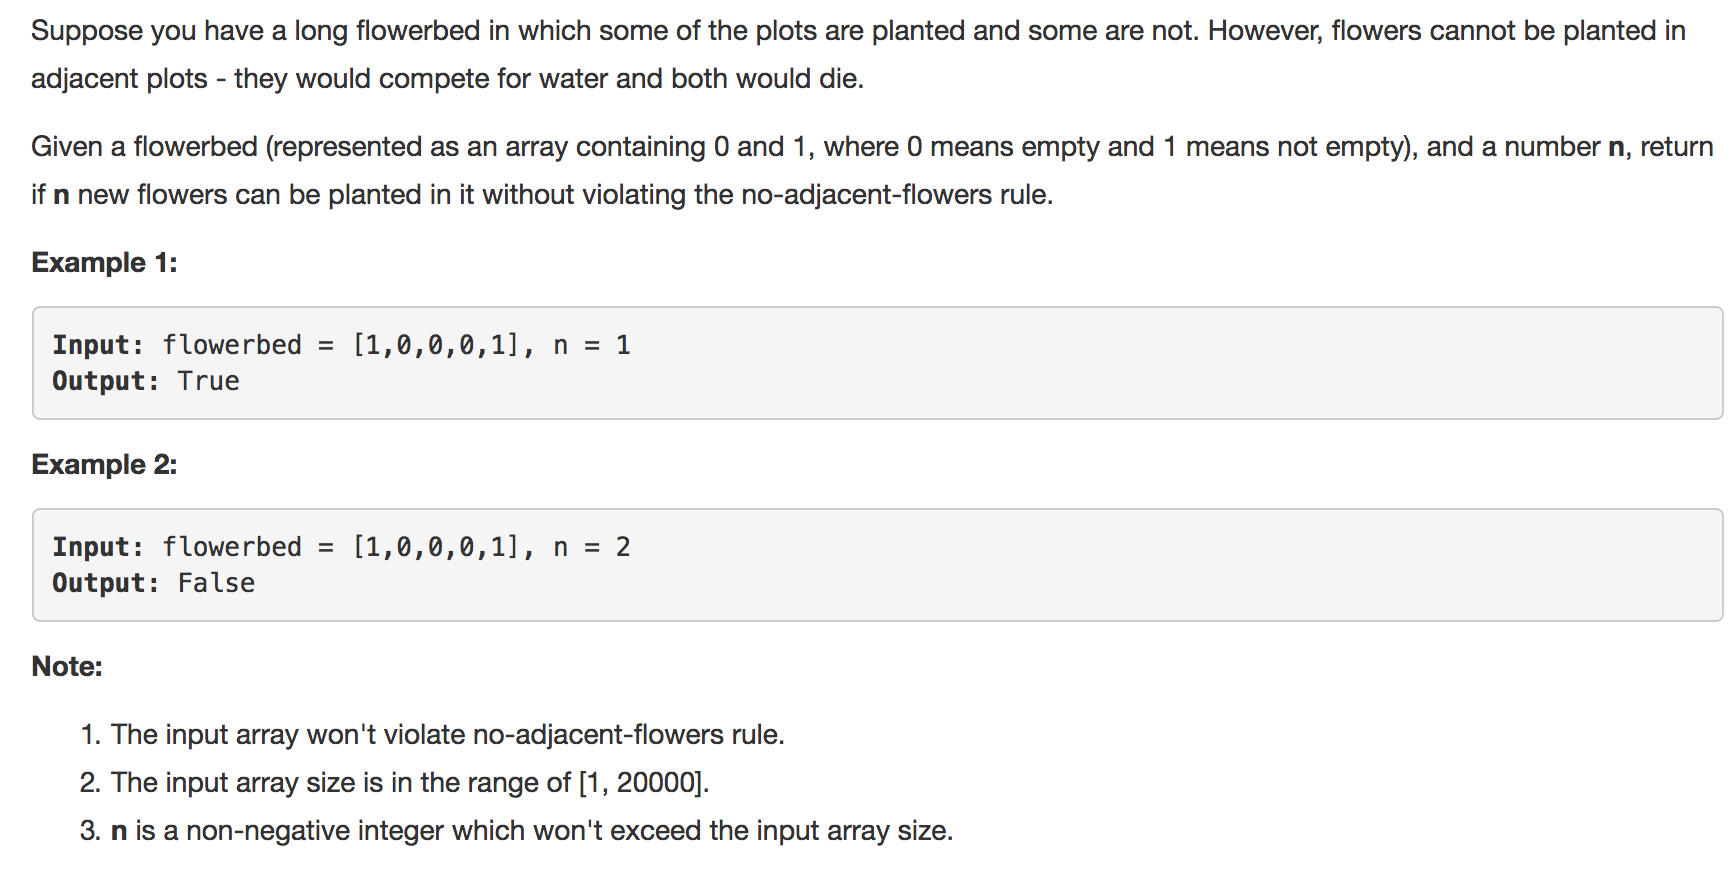 Suppose you have a long flowerbed in which some of the plots are planted and some are not. However, flowers cannot be planted in
adjacent plots - they would compete for water and both would die.
Given a flowerbed (represented as an array containing 0 and 1, where 0 means empty and 1 means not empty), and a number n, return
if n new flowers can be planted in it without violating the no-adjacent-flowers rule.
Example 1:
Input: flowerbed = [1,0,0,0,1], n = 1
Output: True
Example 2:
Input: flowerbed = [1,0,0,0,1], n = 2
Output: False
Note:
1. The input array won't violate no-adjacent-flowers rule.
2. The input array size is in the range of [1, 20000].
3. n is a non-negative integer which won't exceed the input array size.